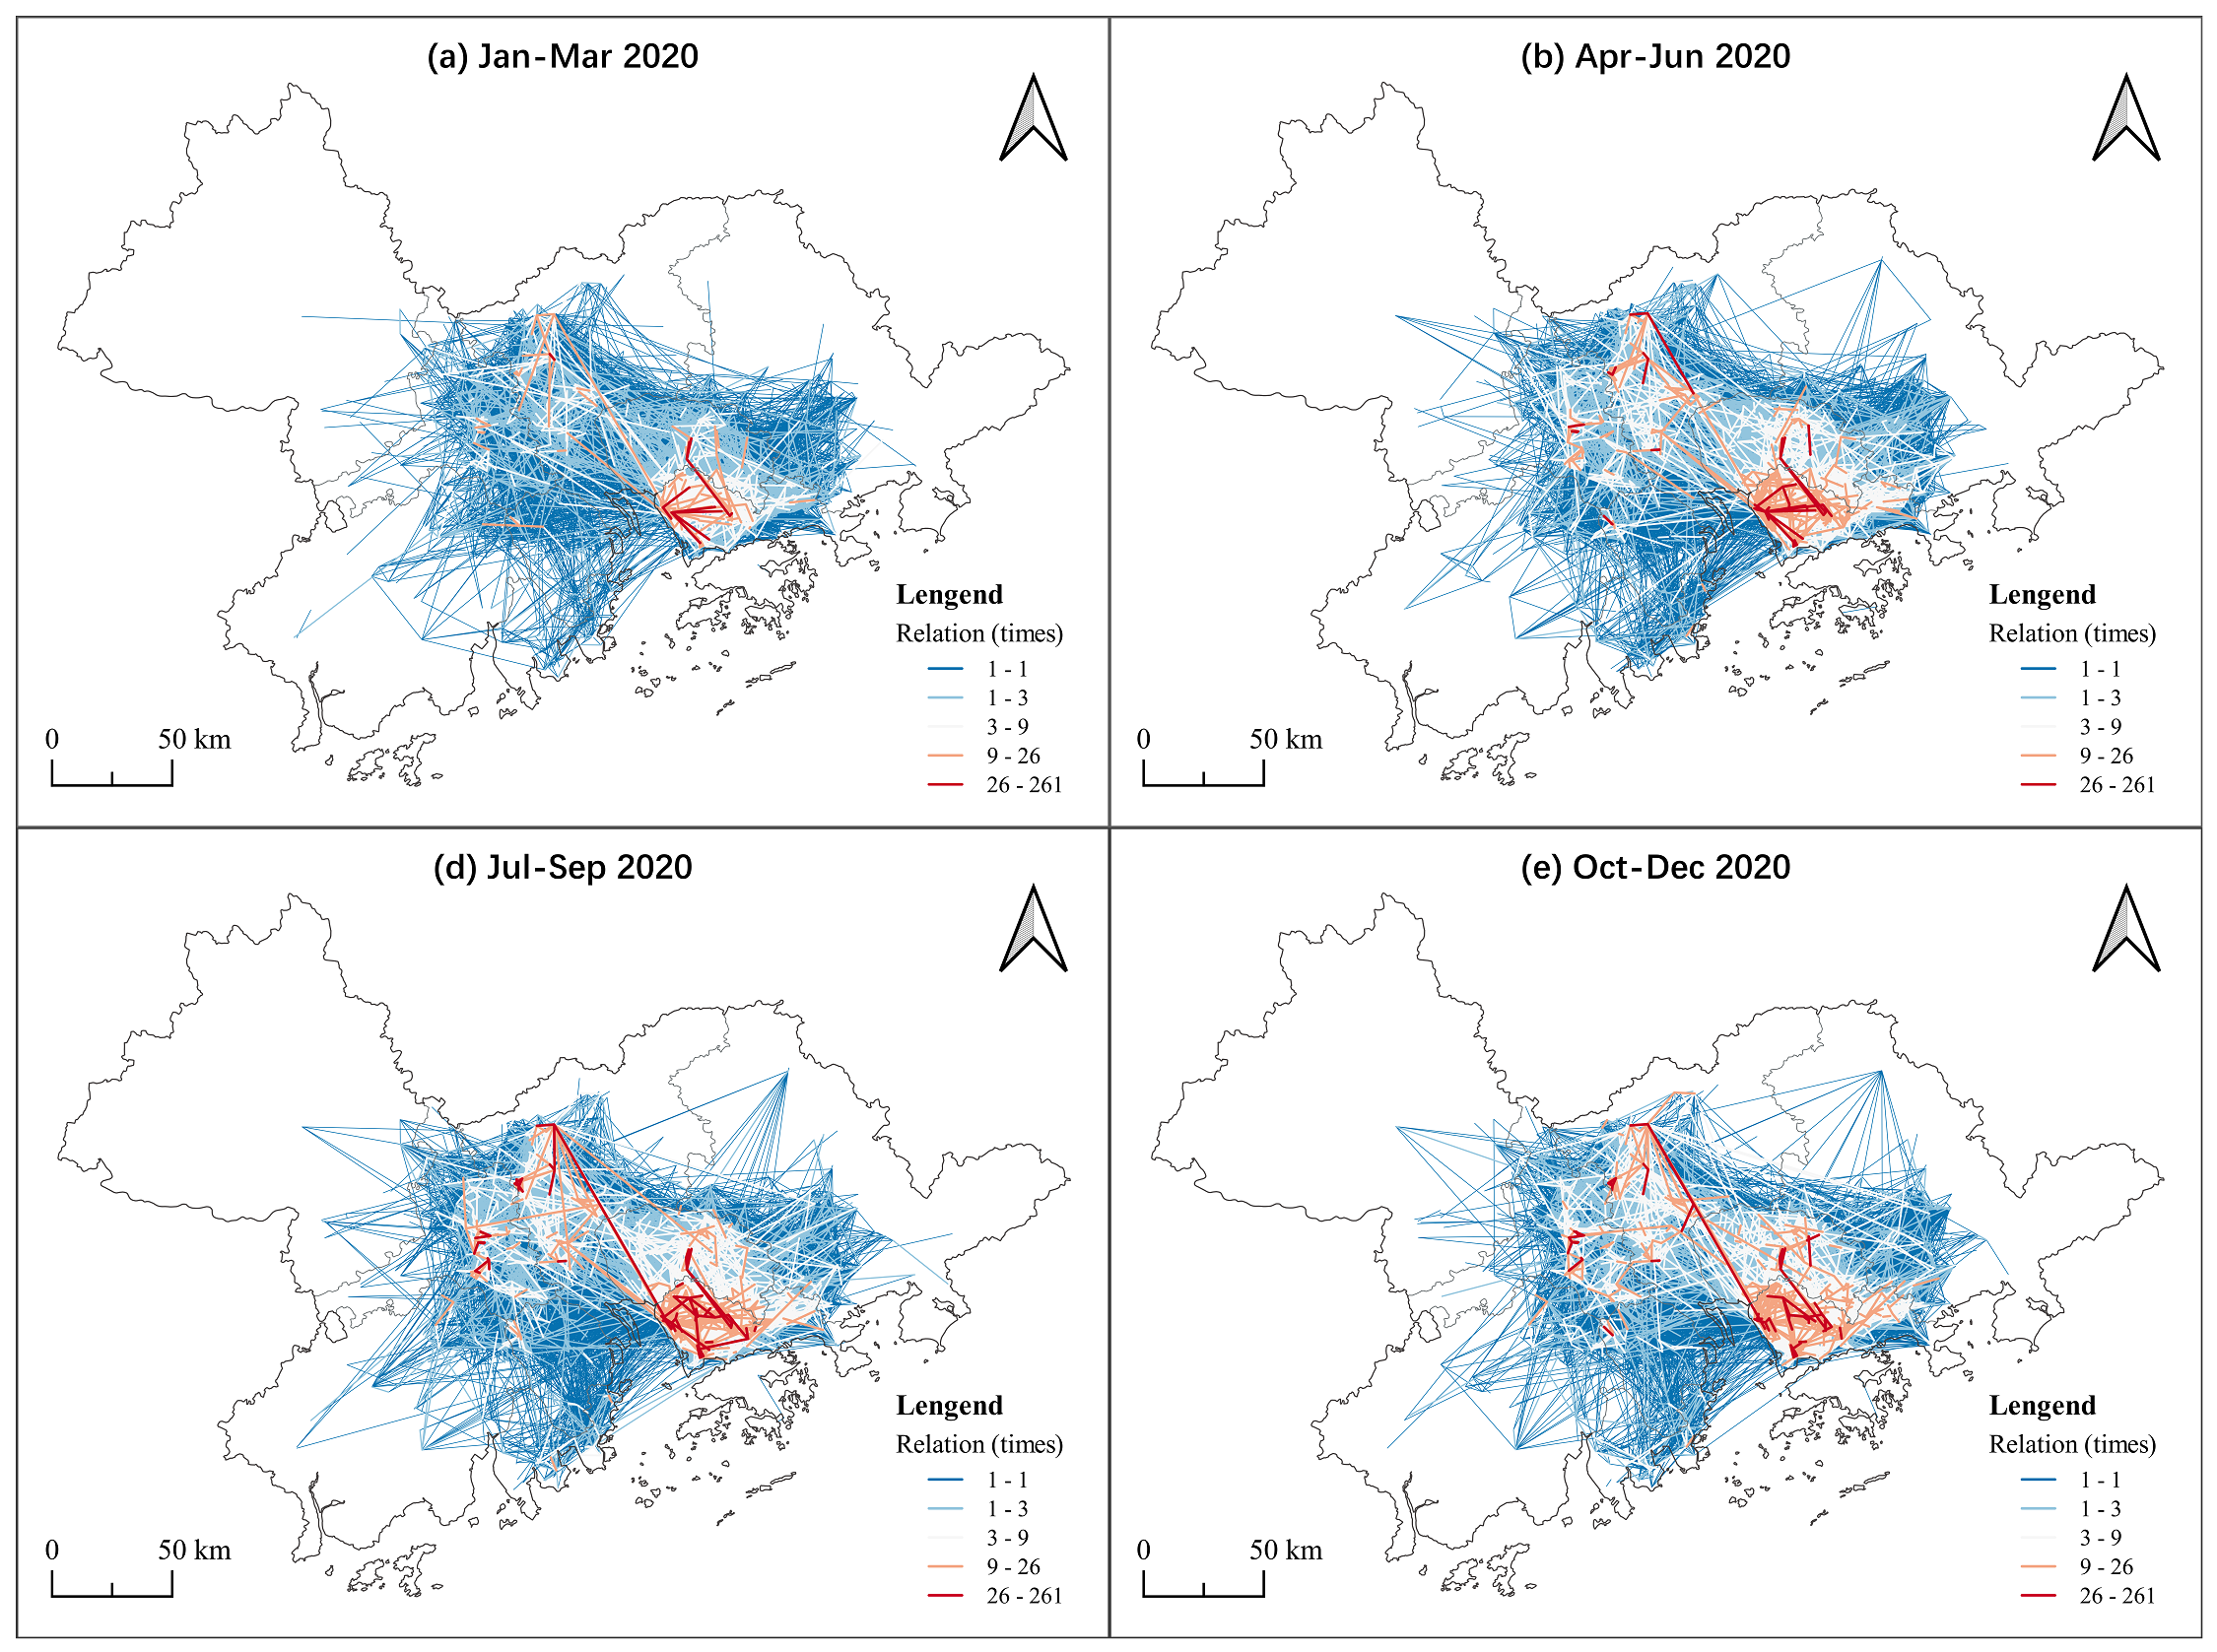 (a) Jan-Mar 2020
Lengend
Relation (times)
1 - 1
1 - 3
3 - 9
9 - 26
26 - 261
0 50 km
(b) Apr-Jun 2020
Lengend
Relation (times)
1 - 1
1 - 3
3 - 9
9 - 26
26 - 261
0 50 km
(d) Jul-Sep 2020
Lengend
Relation (times)
1 - 1
1 - 3
3 - 9
9 - 26
26 - 261
0 50 km
(e) Oct-Dec 2020
Lengend
Relation (times)
1 - 1
1 - 3
3 - 9
9 - 26
26 - 261
0 50 km